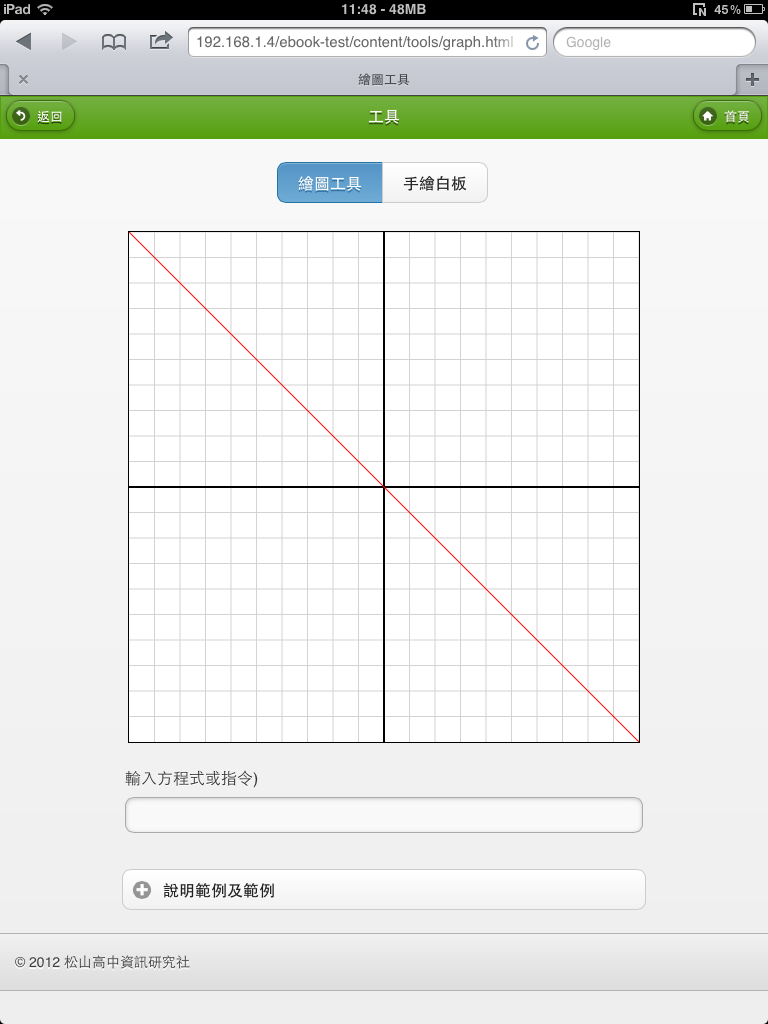 iPad 11:48 - 48MB 45%
192.168.1.4/ebook-test/content/tools/graph.html Google
繪圖工具
返回 工具 首頁
繪圖工具 手繪白板
輸入方程式或指令)
說明範例及範例
© 2012 松山高中資訊研究社